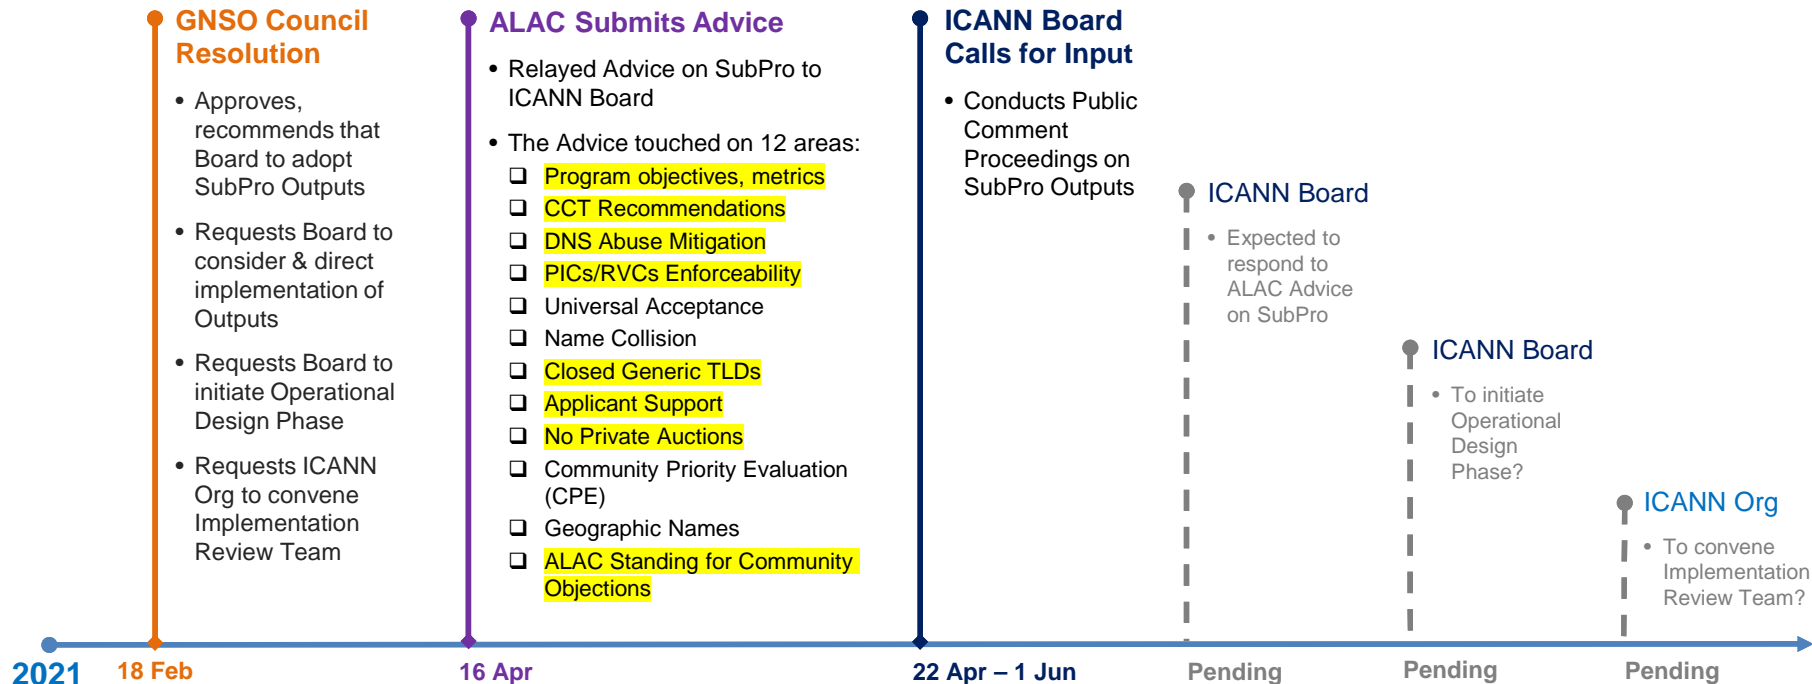 GNSO Council
Resolution
• Approves,
recommends that
Board to adopt
SubPro Outputs
• Requests Board to
consider & direct
implementation of
Outputs
• Requests Board to
initiate Operational
Design Phase
• Requests ICANN
Org to convene
Implementation
Review Team
ALAC Submits Advice
• Relayed Advice on SubPro to
ICANN Board
• The Advice touched on 12 areas:
❑ Program objectives, metrics
❑ CCT Recommendations
❑ DNS Abuse Mitigation
❑ PICs/RVCs Enforceability
❑ Universal Acceptance
❑ Name Collision
❑ Closed Generic TLDs
❑ Applicant Support
❑ No Private Auctions
❑ Community Priority Evaluation
(CPE)
❑ Geographic Names
❑ ALAC Standing for Community
Objections
ICANN Board
Calls for Input
• Conducts Public
Comment
Proceedings on
SubPro Outputs
ICANN Board
• Expected to
respond to
ALAC Advice
on SubPro
ICANN Board
• To initiate
Operational
Design
Phase?
ICANN Org
• To convene
Implementation
Review Team?
2021
18 Feb
16 Apr
22 Apr – 1 Jun
Pending
Pending
Pending